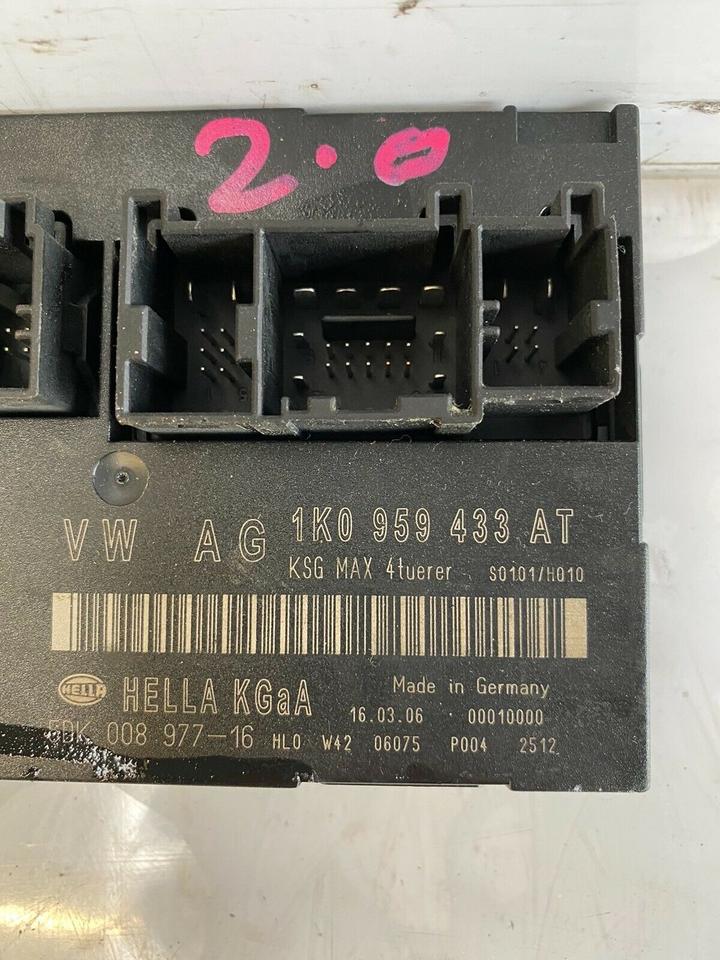 2.0
VW AG 1K0 959 433 AT
KSG MAX 4tuerer S0101/H010
HELLA HELLA KGaA Made in Germany
16.03.06 00010000
5DK 008 977-16 HLO W42 06075 P004 2512